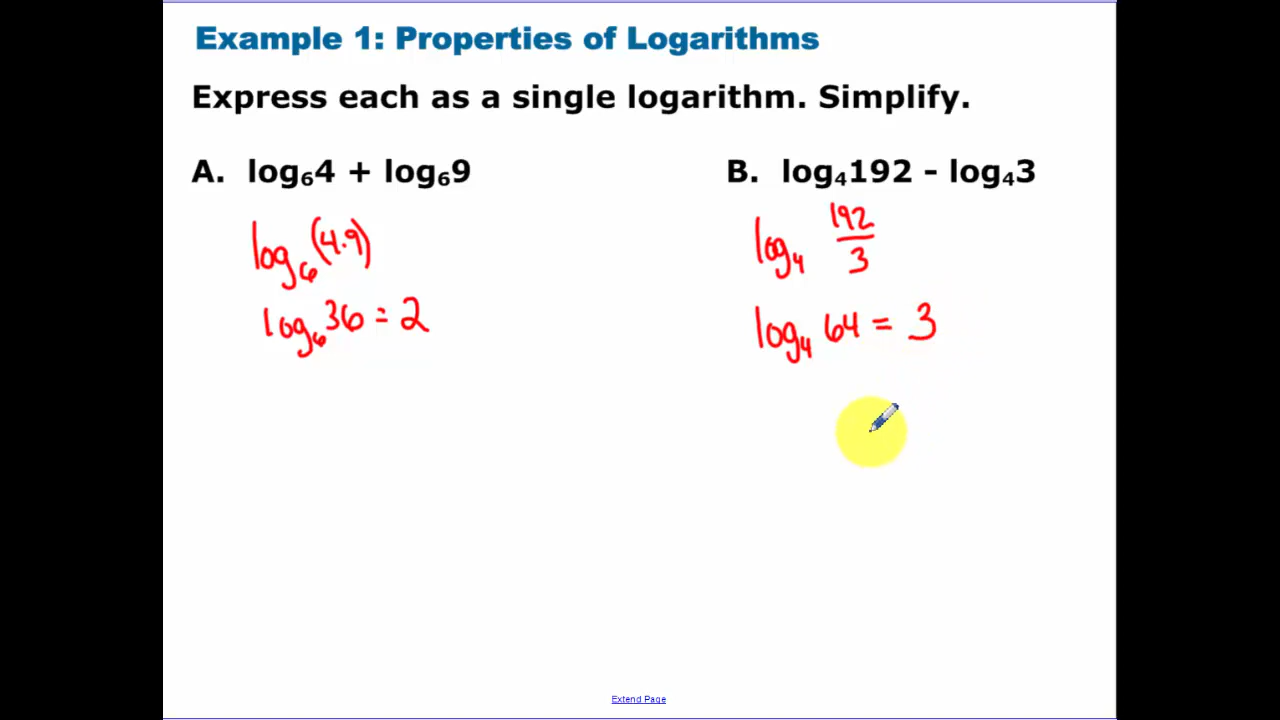 Example 1: Properties of Logarithms
Express each as a single logarithm. Simplify.
A. log₆4 + log₆9
log₆(4·9)
log₆36 = 2
B. log₄192 - log₄3
log₄ 192/3
log₄ 64 = 3
Extend Page